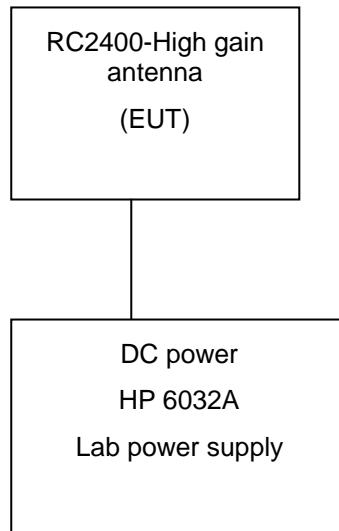 RC2400-High gain
antenna
(EUT)
DC power
HP 6032A
Lab power supply